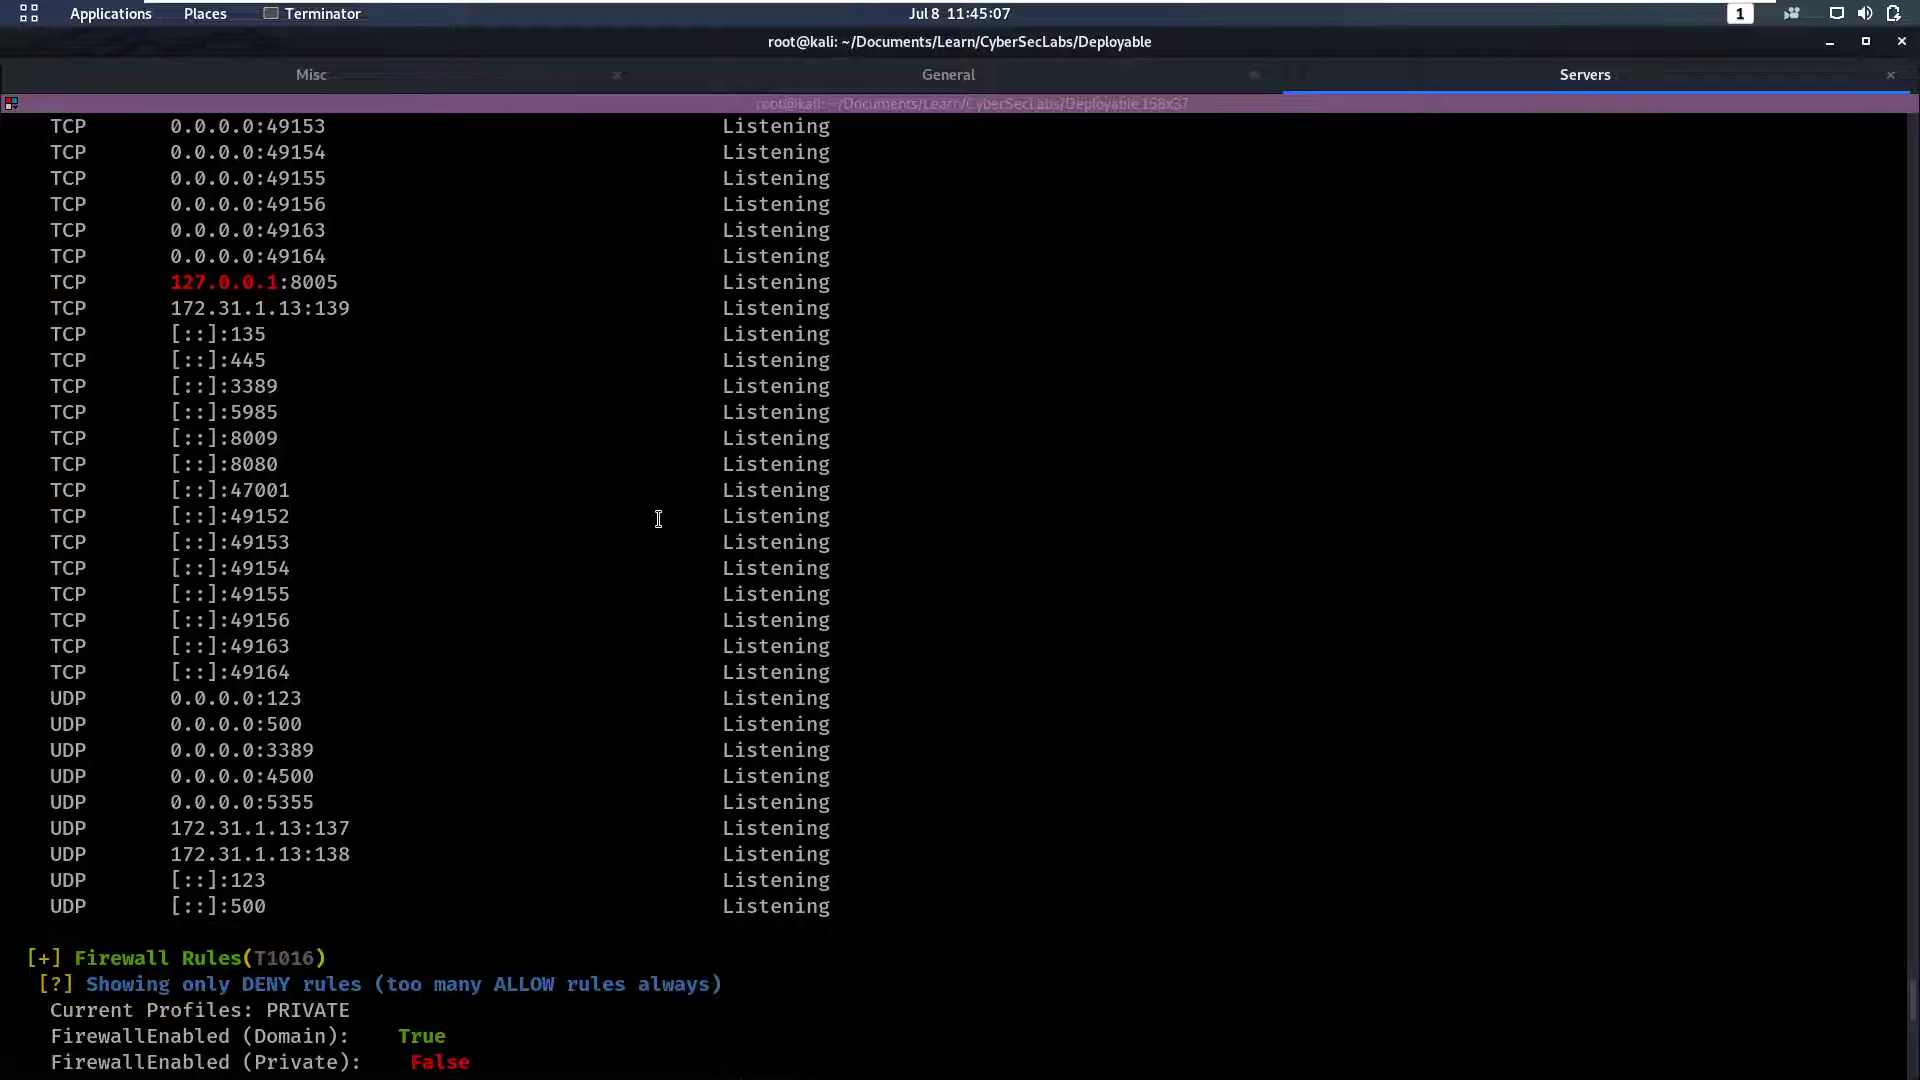 Applications Places Terminator Jul 8 11:45:07 1
root@kali: ~/Documents/Learn/CyberSecLabs/Deployable
Misc General Servers
root@kali: ~/Documents/Learn/CyberSecLabs/Deployable 158x37
TCP 0.0.0.0:49153 Listening
TCP 0.0.0.0:49154 Listening
TCP 0.0.0.0:49155 Listening
TCP 0.0.0.0:49156 Listening
TCP 0.0.0.0:49163 Listening
TCP 0.0.0.0:49164 Listening
TCP 127.0.0.1:8005 Listening
TCP 172.31.1.13:139 Listening
TCP [::]:135 Listening
TCP [::]:445 Listening
TCP [::]:3389 Listening
TCP [::]:5985 Listening
TCP [::]:8009 Listening
TCP [::]:8080 Listening
TCP [::]:47001 Listening
TCP [::]:49152 Listening
TCP [::]:49153 Listening
TCP [::]:49154 Listening
TCP [::]:49155 Listening
TCP [::]:49156 Listening
TCP [::]:49163 Listening
TCP [::]:49164 Listening
UDP 0.0.0.0:123 Listening
UDP 0.0.0.0:500 Listening
UDP 0.0.0.0:3389 Listening
UDP 0.0.0.0:4500 Listening
UDP 0.0.0.0:5355 Listening
UDP 172.31.1.13:137 Listening
UDP 172.31.1.13:138 Listening
UDP [::]:123 Listening
UDP [::]:500 Listening
[+] Firewall Rules(T1016)
[?] Showing only DENY rules (too many ALLOW rules always)
Current Profiles: PRIVATE
FirewallEnabled (Domain): True
FirewallEnabled (Private): False